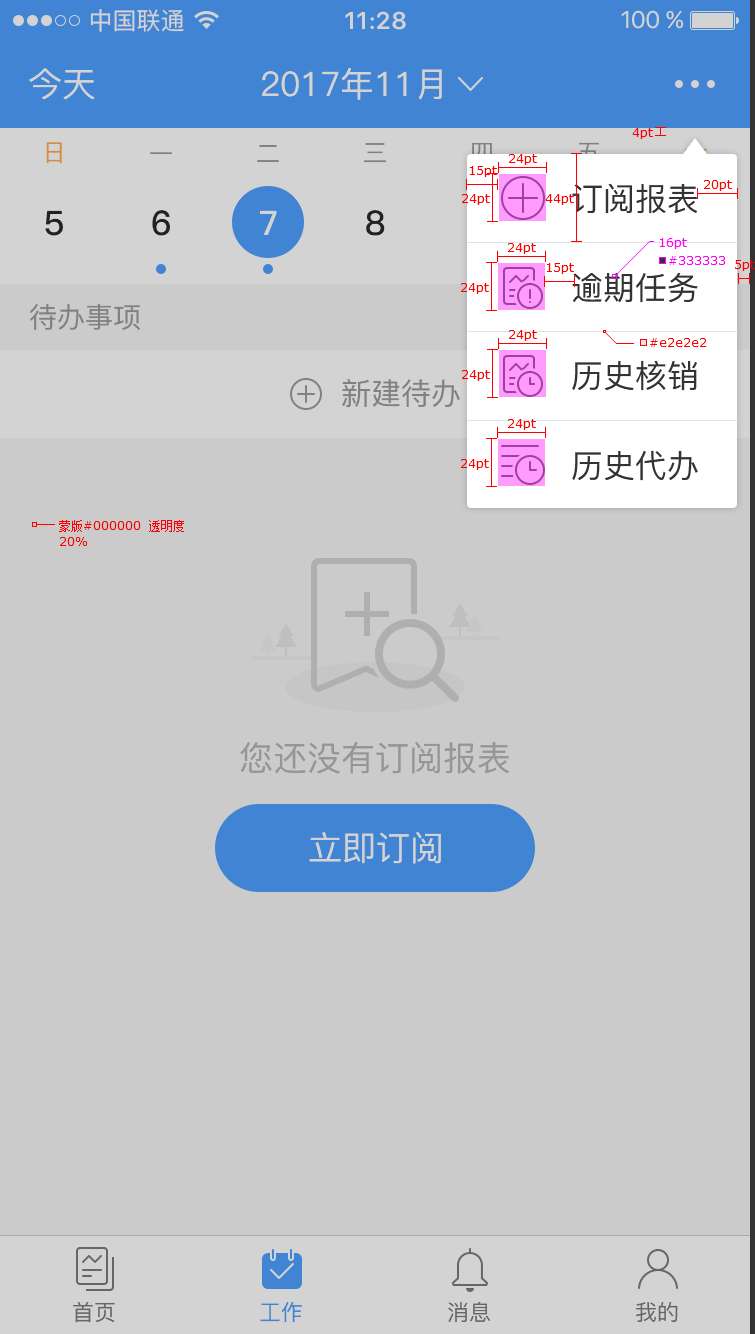 中国联通 11:28 100 %
今天 2017年11月
4pt
日 一 二 三 四 五
5 6 7 8
24pt
15pt
24pt
44pt
订阅报表
20pt
24pt
16pt
#333333
15pt
24pt
逾期任务
5pt
待办事项
24pt
#e2e2e2
24pt
历史核销
新建待办
24pt
24pt
历史代办
蒙版#000000 透明度
20%
您还没有订阅报表
立即订阅
首页 工作 消息 我的